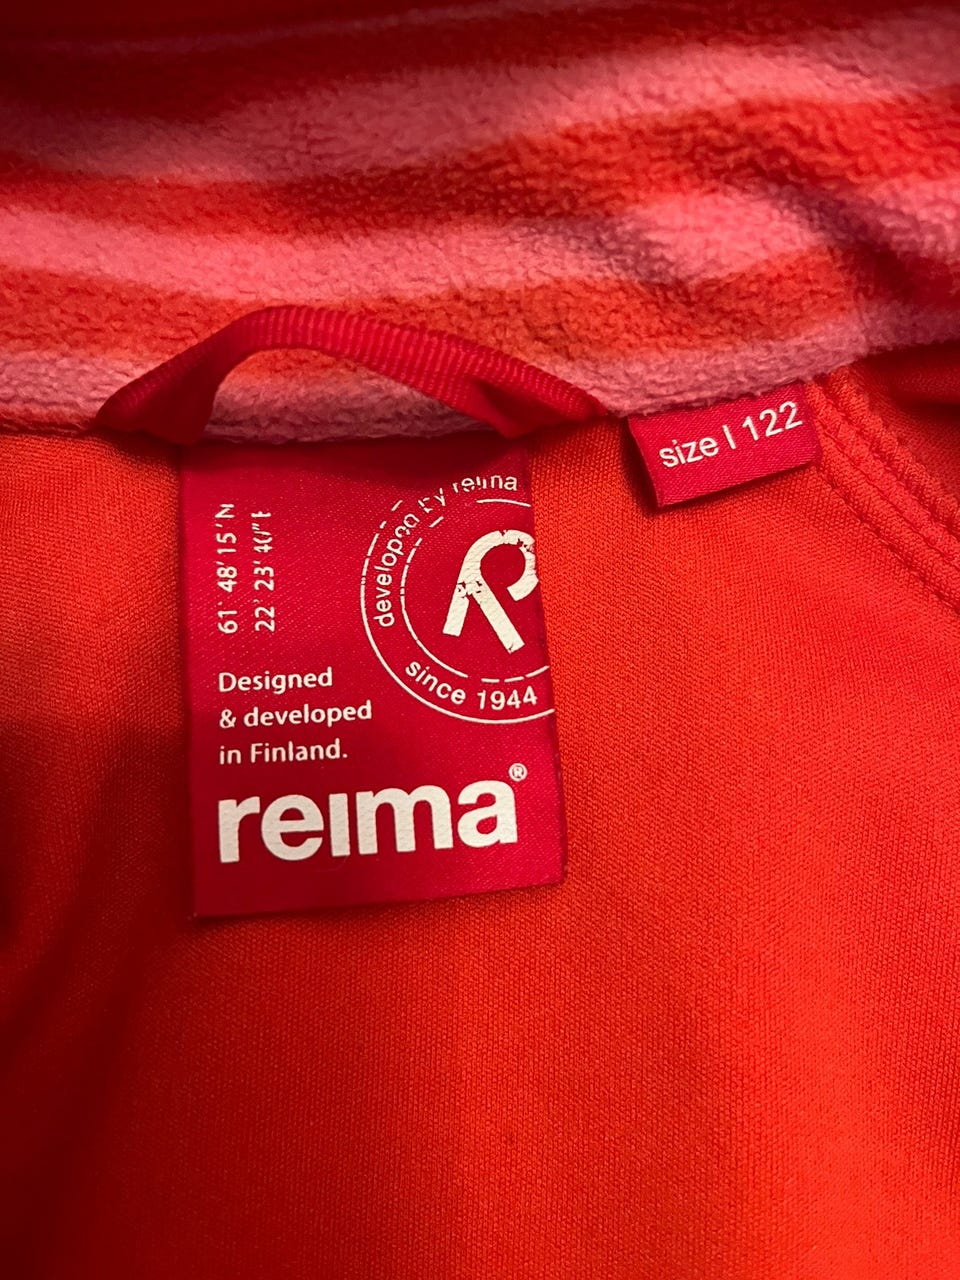 61° 48' 15" N
22° 23' 40" E
developed by reima
since 1944
Designed
& developed
in Finland.
reima®
size | 122